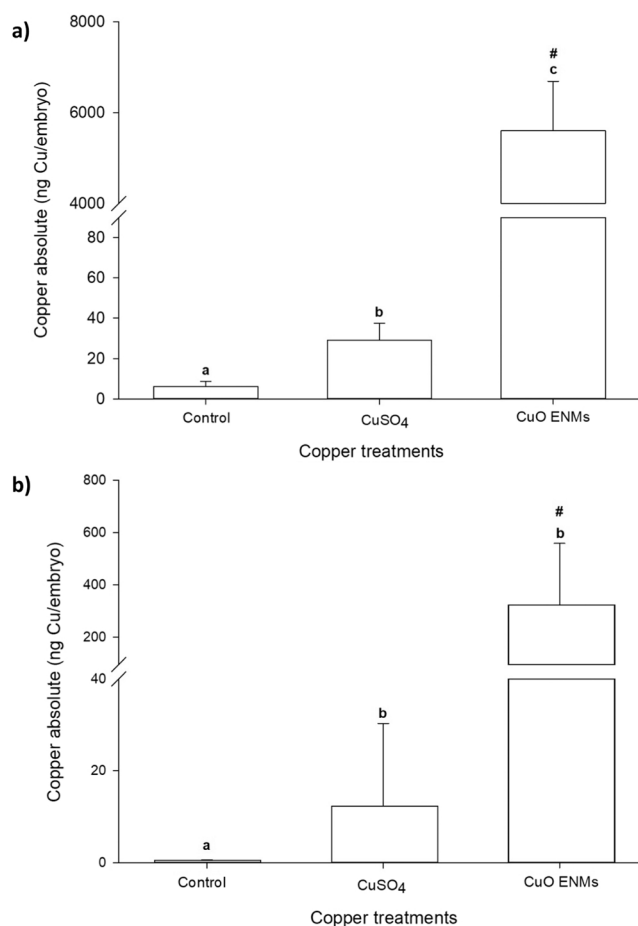 a)
Copper absolute (ng Cu/embryo)
8000
6000
4000
80
60
40
20
0
a
b
#
c
Control
CuSO4
CuO ENMs
Copper treatments
b)
Copper absolute (ng Cu/embryo)
800
600
400
200
40
20
0
a
b
#
b
Control
CuSO4
CuO ENMs
Copper treatments